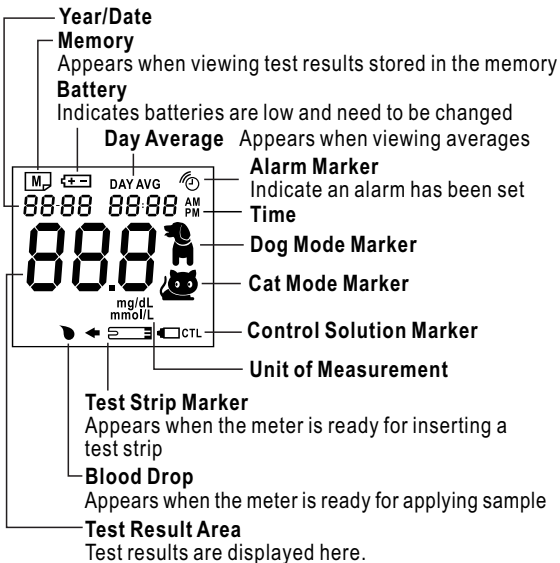 Year/Date
Memory
Appears when viewing test results stored in the memory
Battery
Indicates batteries are low and need to be changed
Day Average Appears when viewing averages
M
DAY AVG
Alarm Marker
Indicate an alarm has been set
88-88 88:88 AM
PM
Time
88.8
Dog Mode Marker
Cat Mode Marker
mg/dL
mmol/L
CTL
Control Solution Marker
Unit of Measurement
Test Strip Marker
Appears when the meter is ready for inserting a
test strip
Blood Drop
Appears when the meter is ready for applying sample
Test Result Area
Test results are displayed here.